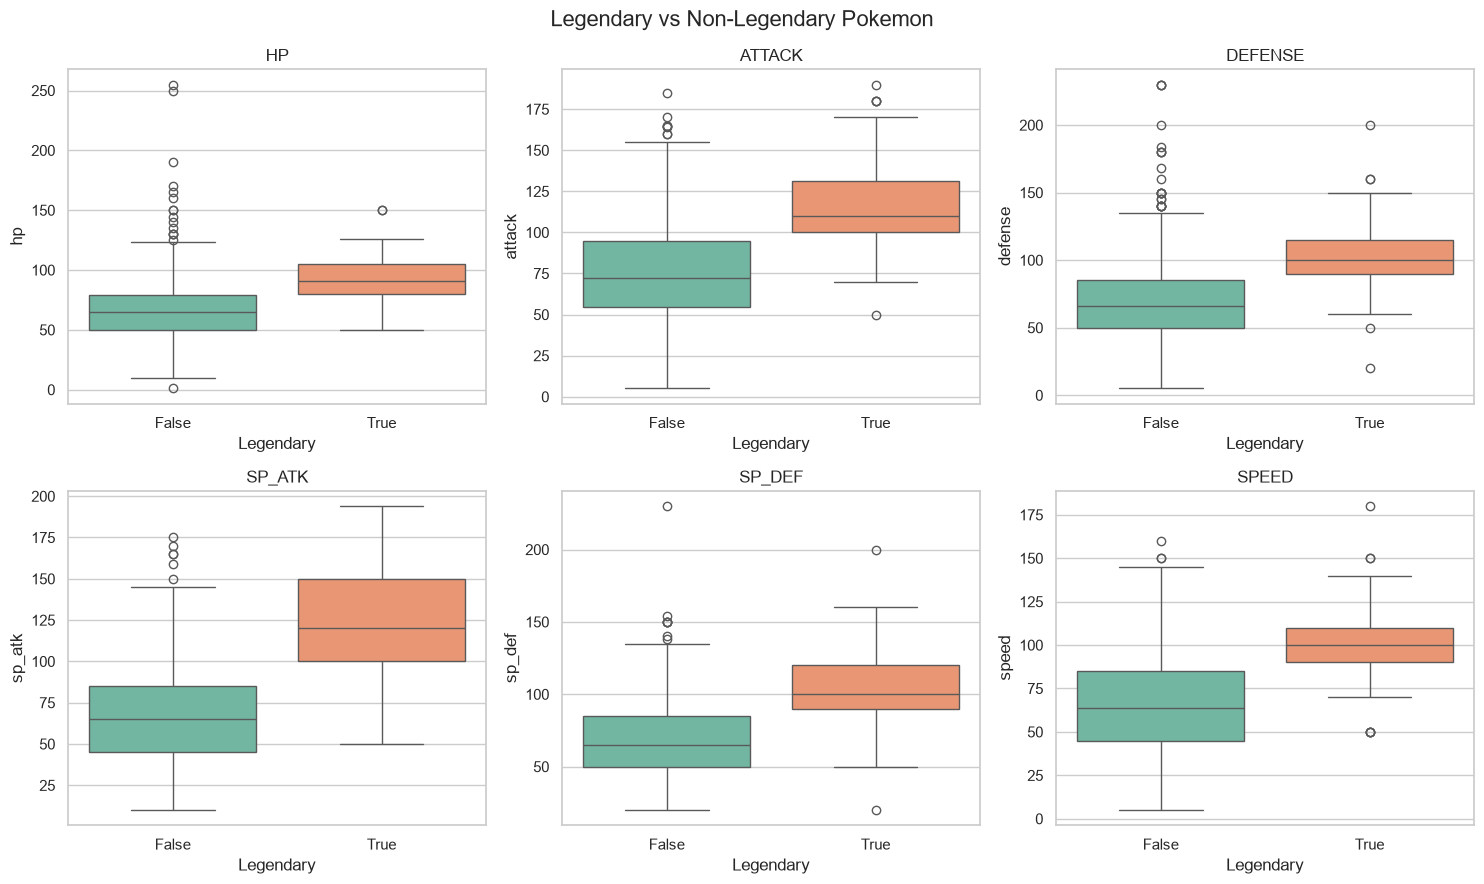 Legendary vs Non-Legendary Pokemon
HP
250
200
150
100
50
0
hp
False
True
Legendary
ATTACK
175
150
125
100
75
50
25
0
attack
False
True
Legendary
DEFENSE
200
150
100
50
0
defense
False
True
Legendary
SP_ATK
200
175
150
125
100
75
50
25
sp_atk
False
True
Legendary
SP_DEF
200
150
100
50
sp_def
False
True
Legendary
SPEED
175
150
125
100
75
50
25
0
speed
False
True
Legendary